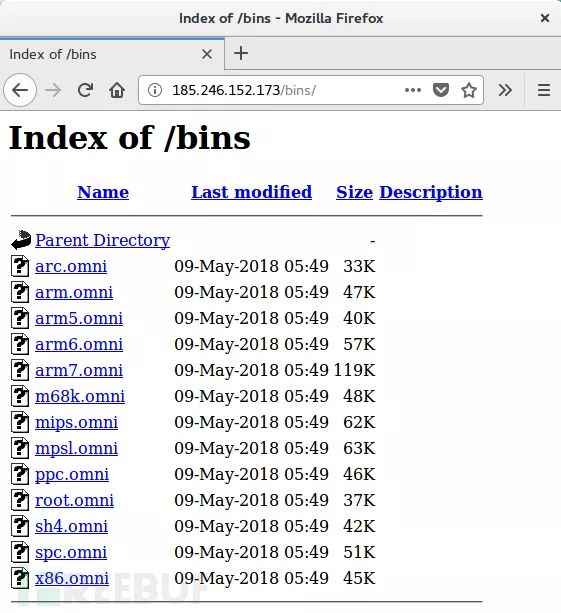 Index of /bins - Mozilla Firefox
Index of /bins
185.246.152.173/bins/
Index of /bins
Name Last modified Size Description
Parent Directory -
arc.omni 09-May-2018 05:49 33K
arm.omni 09-May-2018 05:49 47K
arm5.omni 09-May-2018 05:49 40K
arm6.omni 09-May-2018 05:49 57K
arm7.omni 09-May-2018 05:49 119K
m68k.omni 09-May-2018 05:49 48K
mips.omni 09-May-2018 05:49 62K
mpsl.omni 09-May-2018 05:49 63K
ppc.omni 09-May-2018 05:49 46K
root.omni 09-May-2018 05:49 37K
sh4.omni 09-May-2018 05:49 42K
spc.omni 09-May-2018 05:49 51K
x86.omni 09-May-2018 05:49 45K